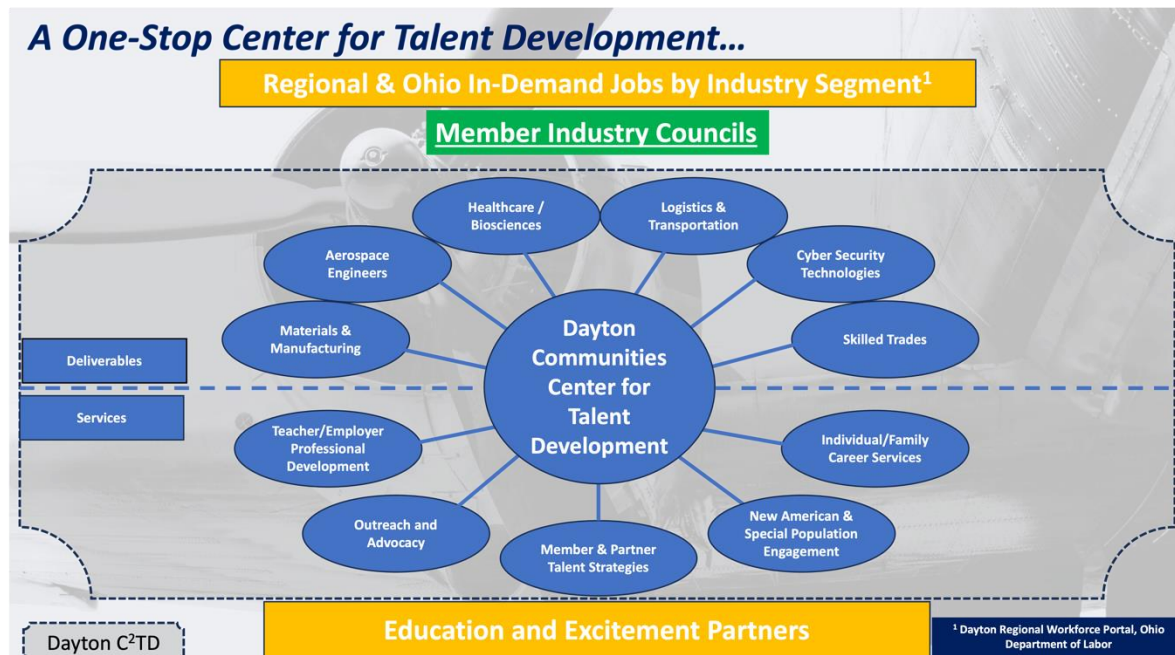 A One-Stop Center for Talent Development…
Regional & Ohio In-Demand Jobs by Industry Segment¹
Member Industry Councils
Healthcare /
Biosciences
Logistics &
Transportation
Aerospace
Engineers
Cyber Security
Technologies
Materials &
Manufacturing
Skilled Trades
Dayton
Communities
Center for
Talent
Development
Deliverables
Services
Teacher/Employer
Professional
Development
Individual/Family
Career Services
Outreach and
Advocacy
Member & Partner
Talent Strategies
New American &
Special Population
Engagement
Education and Excitement Partners
Dayton C²TD
¹ Dayton Regional Workforce Portal, Ohio
Department of Labor